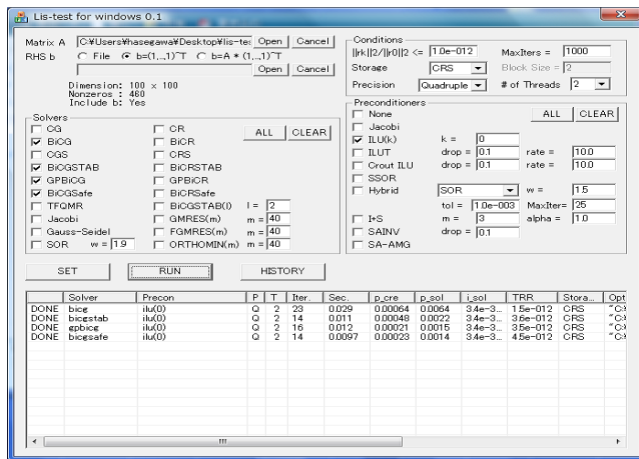 Lis-test for windows 0.1
Matrix A C:¥Users¥hasegawa¥Desktop¥lis-tes Open Cancel
RHS b File b=(1,..,1)^T b=A * (1,..,1)^T
Open Cancel
Dimension: 100 x 100
Nonzeros : 460
Include b: Yes
Conditions
||rk||2/||r0||2 <= 1.0e-012 MaxIters = 1000
Storage CRS Block Size = 2
Precision Quadruple # of Threads 2
Solvers
CG CR ALL CLEAR
BiCG BiCR
CGS CRS
BiCGSTAB BiCRSTAB
GPBiCG GPBiCR
BiCGSafe BiCRSafe
TFQMR BiCGSTAB(l) l = 2
Jacobi GMRES(m) m = 40
Gauss-Seidel FGMRES(m) m = 40
SOR w = 1.9 ORTHOMIN(m) m = 40
Preconditioners
None ALL CLEAR
Jacobi
ILU(k) k = 0
ILUT drop = 0.1 rate = 10.0
Crout ILU drop = 0.1 rate = 10.0
SSOR
Hybrid SOR w = 1.5
tol = 1.0e-003 MaxIter= 25
I+S m = 3 alpha = 1.0
SAINV drop = 0.1
SA-AMG
SET RUN HISTORY
Solver Precon P T Iter. Sec. p_cre p_sol i_sol TRR Stora... Opt
DONE bicg ilu(0) Q 2 23 0.029 0.00064 0.0064 3.4e-3... 1.5e-012 CRS "C:¥
DONE bicgstab ilu(0) Q 2 14 0.011 0.00048 0.0022 3.4e-3... 3.6e-012 CRS "C:¥
DONE gpbicg ilu(0) Q 2 16 0.012 0.00021 0.0015 3.4e-3... 3.5e-012 CRS "C:¥
DONE bicgsafe ilu(0) Q 2 14 0.0097 0.00023 0.0014 3.4e-3... 4.5e-012 CRS "C:¥